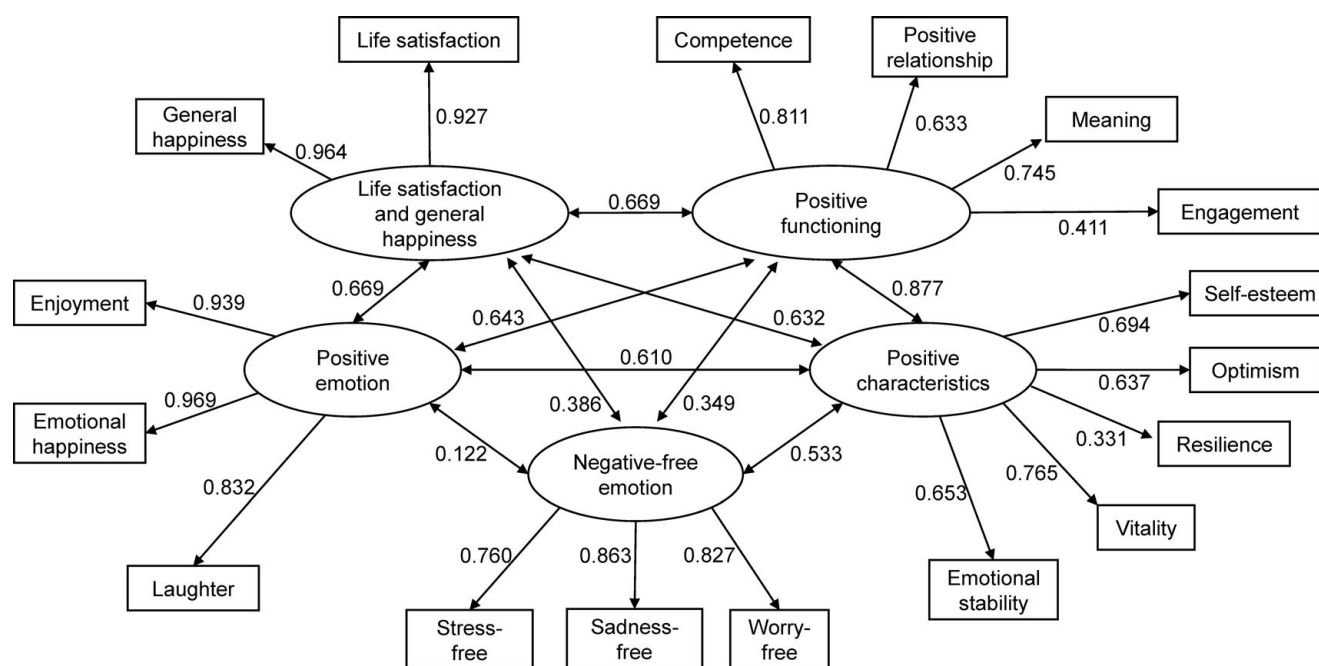 Life satisfaction
Competence
Positive
relationship
General
happiness
0.927
0.811
0.633
Meaning
0.964
0.745
Life satisfaction
and general
happiness
0.669
Positive
functioning
0.411
Engagement
Enjoyment
0.939
0.669
0.643
0.632
0.877
Self-esteem
0.694
Positive
emotion
0.610
Positive
characteristics
0.637
Optimism
Emotional
happiness
0.969
0.386
0.349
0.331
Resilience
0.122
Negative-free
emotion
0.533
0.832
0.653
0.765
Vitality
0.760
0.863
0.827
Laughter
Emotional
stability
Stress-
free
Sadness-
free
Worry-
free